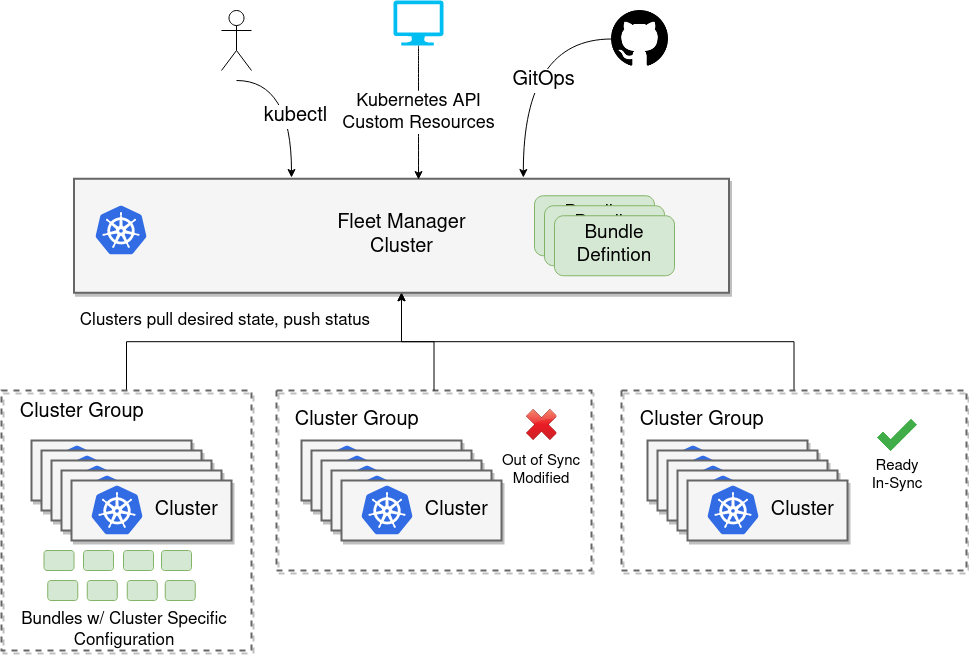 GitOps
kubectl
Kubernetes API
Custom Resources
Fleet Manager
Cluster
Bundle
Defintion
Clusters pull desired state, push status
Cluster Group
Cluster
Bundles w/ Cluster Specific
Configuration
Cluster Group
Out of Sync
Modified
Cluster
Cluster Group
Ready
In-Sync
Cluster